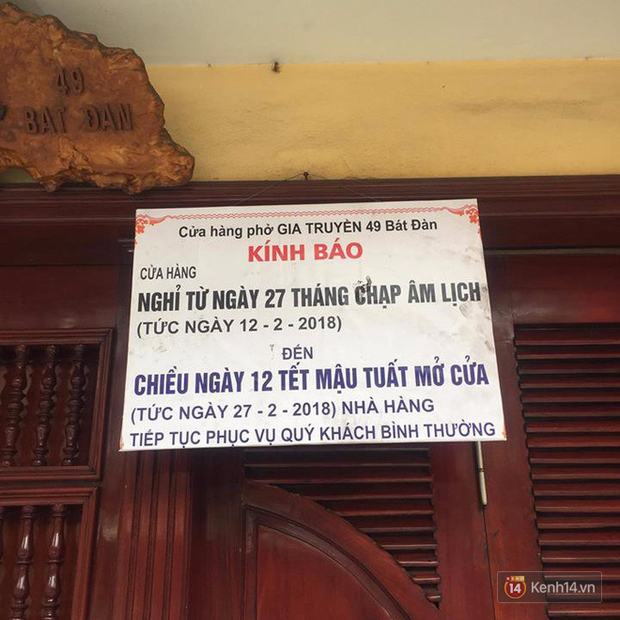 49
BAT ĐAN
Cửa hàng phở GIA TRUYỀN 49 Bát Đàn
KÍNH BÁO
CỬA HÀNG
NGHỈ TỪ NGÀY 27 THÁNG CHẠP ÂM LỊCH
(TỨC NGÀY 12 - 2 - 2018)
ĐẾN
CHIỀU NGÀY 12 TẾT MẬU TUẤT MỞ CỬA
(TỨC NGÀY 27 - 2 - 2018) NHÀ HÀNG
TIẾP TỤC PHỤC VỤ QUÝ KHÁCH BÌNH THƯỜNG
14 Kenh14.vn